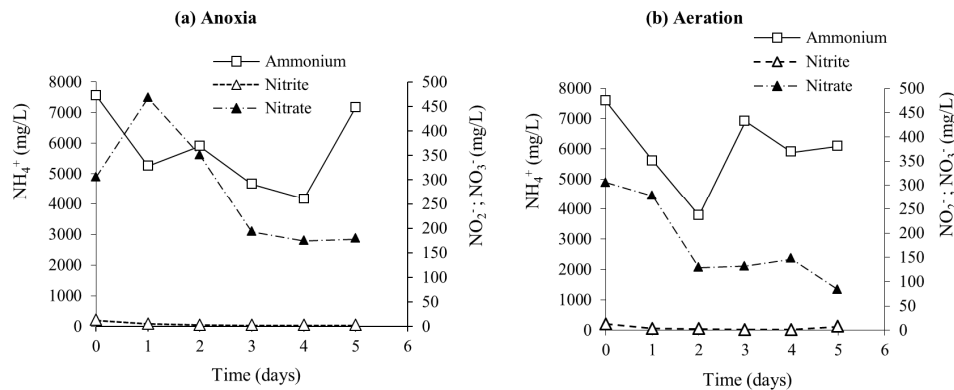 (a) Anoxia
Ammonium
Nitrite
Nitrate
8000
7000
6000
5000
4000
3000
2000
1000
0
NH₄⁺ (mg/L)
500
450
400
350
300
250
200
150
100
50
0
NO₂⁻; NO₃⁻ (mg/L)
0 1 2 3 4 5 6
Time (days)
(b) Aeration
Ammonium
Nitrite
Nitrate
8000
7000
6000
5000
4000
3000
2000
1000
0
NH₄⁺ (mg/L)
500
450
400
350
300
250
200
150
100
50
0
NO₂⁻; NO₃⁻ (mg/L)
0 1 2 3 4 5 6
Time (days)